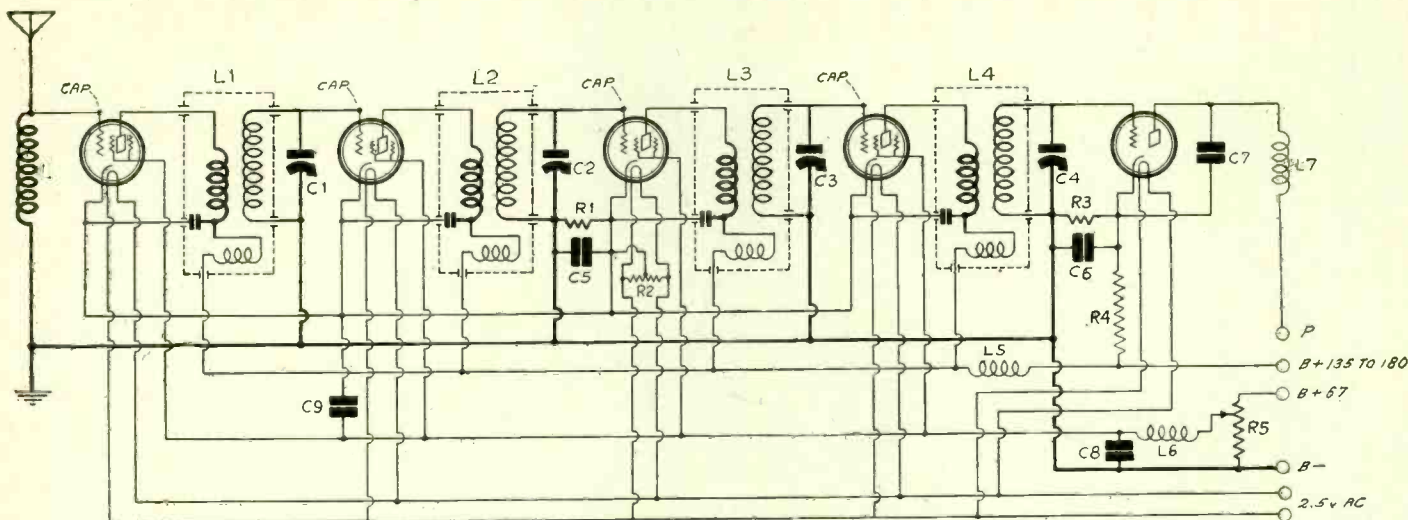 L1
L2
L3
L4
CAP
CAP
CAP
CAP
L
C1
C2
C3
C4
C7
L7
R1
R3
C5
C6
R2
R4
P
L5
B+ 135 TO 180
B+ 67
C9
R5
C8
L6
B-
2.5v AC